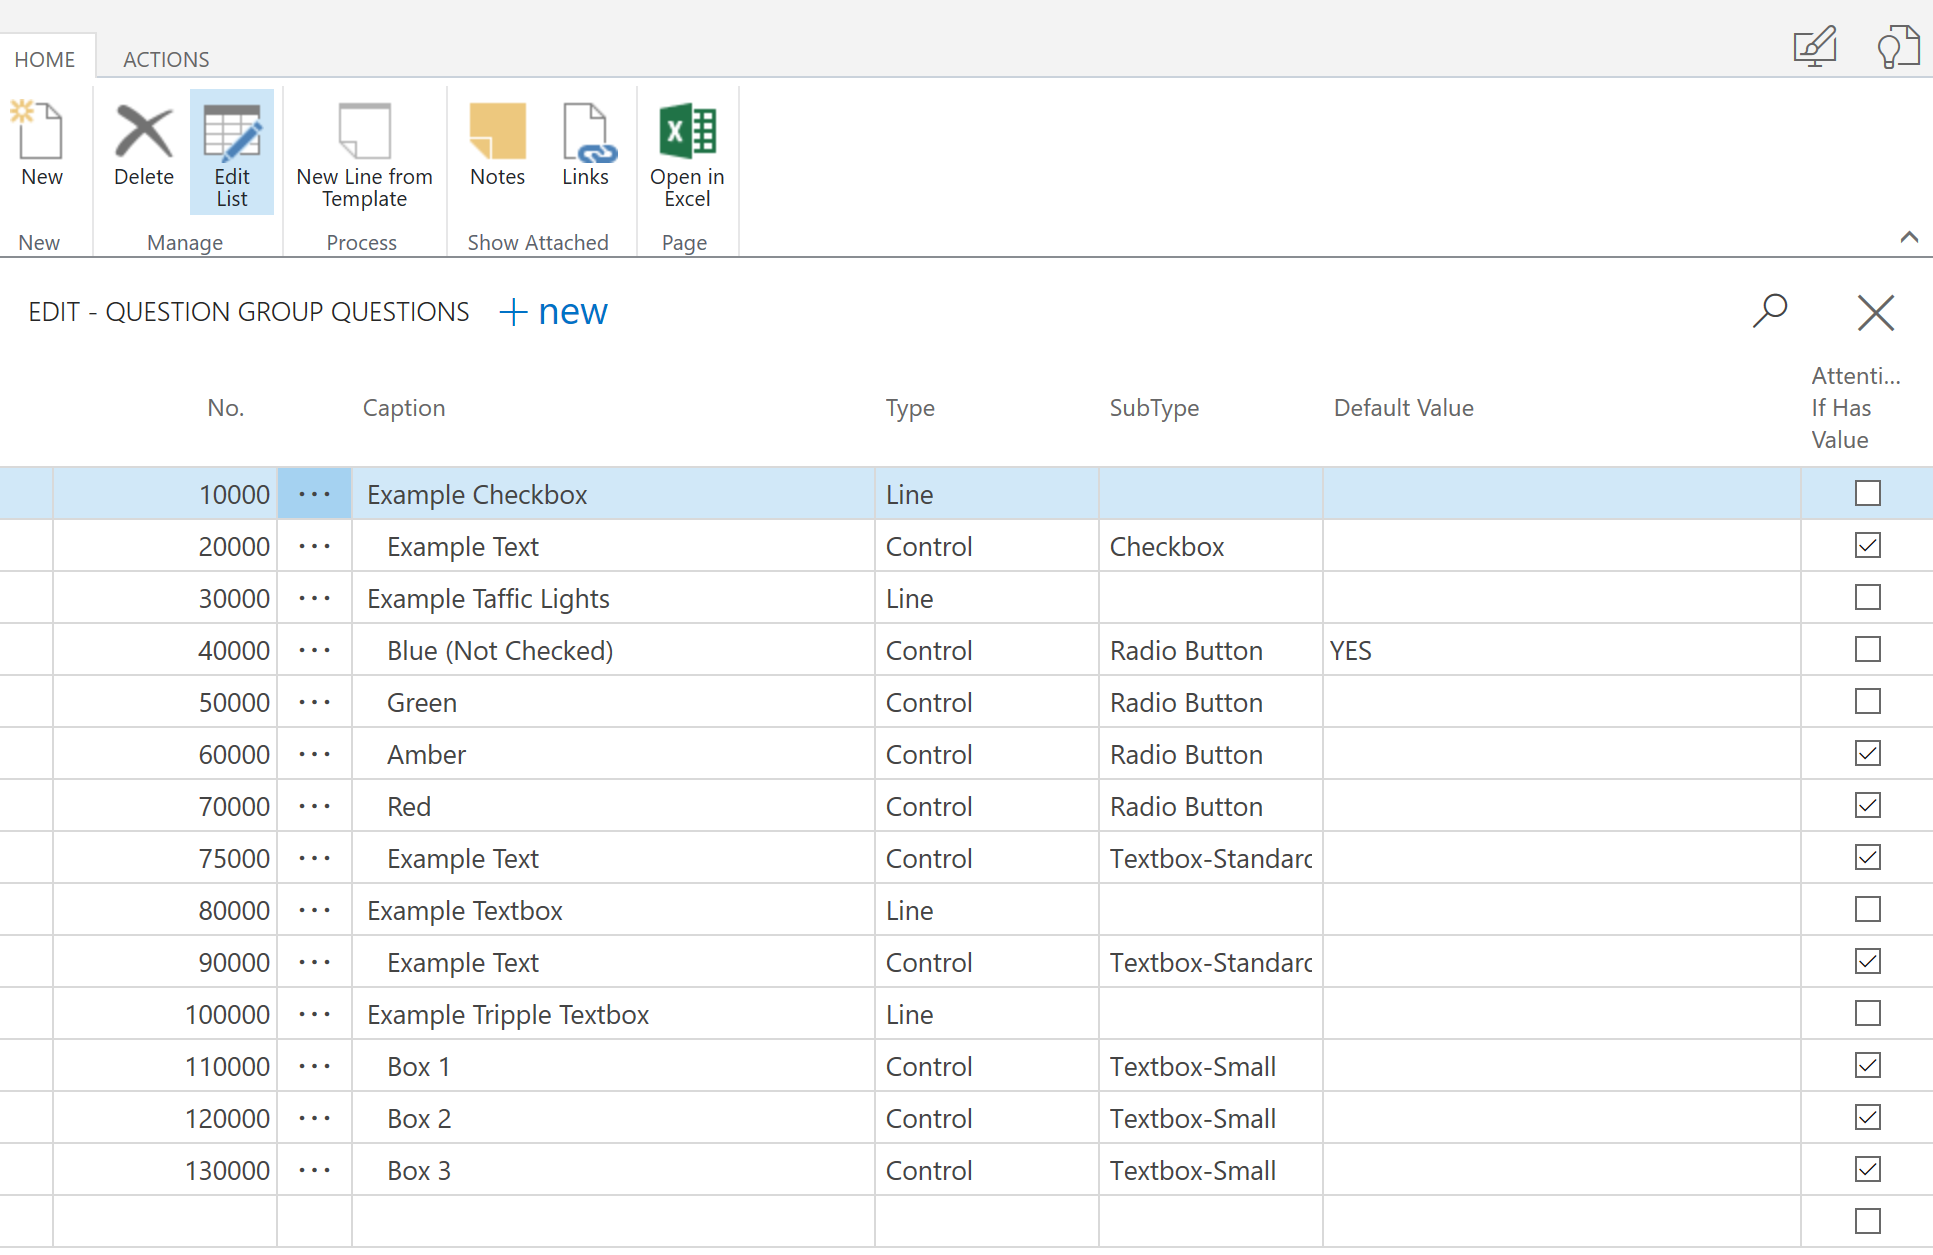 HOME ACTIONS
New Delete Edit List New Line from Template Notes Links Open in Excel
New Manage Process Show Attached Page
EDIT - QUESTION GROUP QUESTIONS + new
No. Caption Type SubType Default Value Attenti... If Has Value
10000 ... Example Checkbox Line
20000 ... Example Text Control Checkbox
30000 ... Example Taffic Lights Line
40000 ... Blue (Not Checked) Control Radio Button YES
50000 ... Green Control Radio Button
60000 ... Amber Control Radio Button
70000 ... Red Control Radio Button
75000 ... Example Text Control Textbox-Standard
80000 ... Example Textbox Line
90000 ... Example Text Control Textbox-Standard
100000 ... Example Tripple Textbox Line
110000 ... Box 1 Control Textbox-Small
120000 ... Box 2 Control Textbox-Small
130000 ... Box 3 Control Textbox-Small